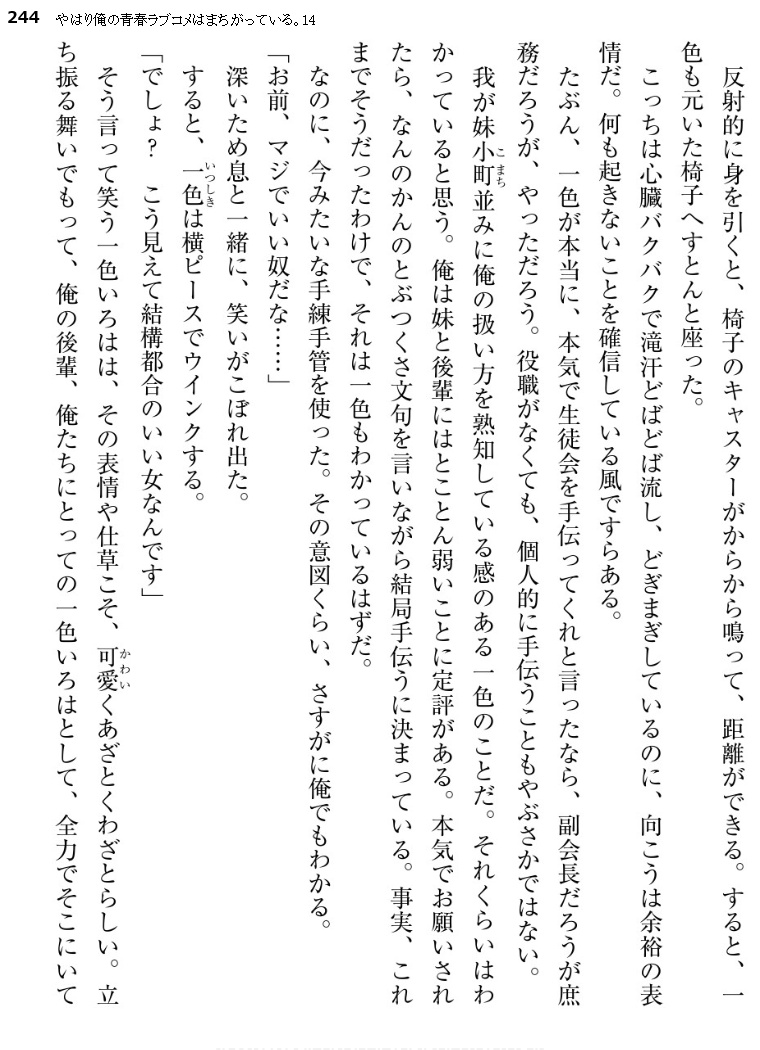 244 やはり俺の青春ラブコメはまちがっている。14
反射的に身を引くと、椅子のキャスターがからから鳴って、距離ができる。すると、一
色も元いた椅子へすとんと座った。
こっちは心臓バクバクで滝汗どばどば流し、どぎまぎしているのに、向こうは余裕の表
情だ。何も起きないことを確信している風ですらある。
たぶん、一色が本当に、本気で生徒会を手伝ってくれと言ったなら、副会長だろうが庶
務だろうが、やっただろう。役職がなくても、個人的に手伝うこともやぶさかではない。
我が妹小町並みに俺の扱い方を熟知している感のある一色のことだ。それくらいはわ
かっていると思う。俺は妹と後輩にはとことん弱いことに定評がある。本気でお願いされ
たら、なんのかんのとぶつくさ文句を言いながら結局手伝うに決まっている。事実、これ
までそうだったわけで、それは一色もわかっているはずだ。
なのに、今みたいな手練手管を使った。その意図くらい、さすがに俺でもわかる。
「お前、マジでいい奴だな……」
深いため息と一緒に、笑いがこぼれ出た。
すると、一色は横ピースでウインクする。
「でしょ？　こう見えて結構都合のいい女なんです」
そう言って笑う一色いろはは、その表情や仕草こそ、可愛くあざとくわざとらしい。立
ち振る舞いでもって、俺の後輩、俺たちにとっての一色いろはとして、全力でそこにいて
こまち
いつしき
かわい